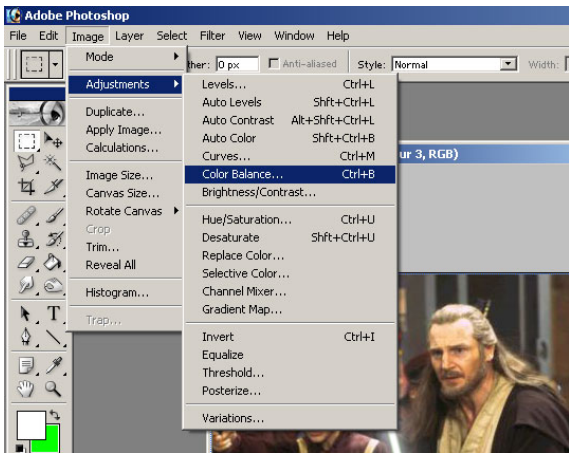 Adobe Photoshop
File Edit Image Layer Select Filter View Window Help
Mode
ther: 0 px Anti-aliased Style: Normal Width:
Adjustments
Levels... Ctrl+L
Auto Levels Shft+Ctrl+L
Duplicate...
Auto Contrast Alt+Shft+Ctrl+L
Apply Image...
Auto Color Shft+Ctrl+B
Calculations...
Curves... Ctrl+M
ur 3, RGB)
Image Size...
Color Balance... Ctrl+B
Canvas Size...
Brightness/Contrast...
Rotate Canvas
Hue/Saturation... Ctrl+U
Crop
Desaturate Shft+Ctrl+U
Trim...
Replace Color...
Reveal All
Selective Color...
Histogram...
Channel Mixer...
Gradient Map...
Trap...
T
Invert Ctrl+I
Equalize
Threshold...
Posterize...
Variations...